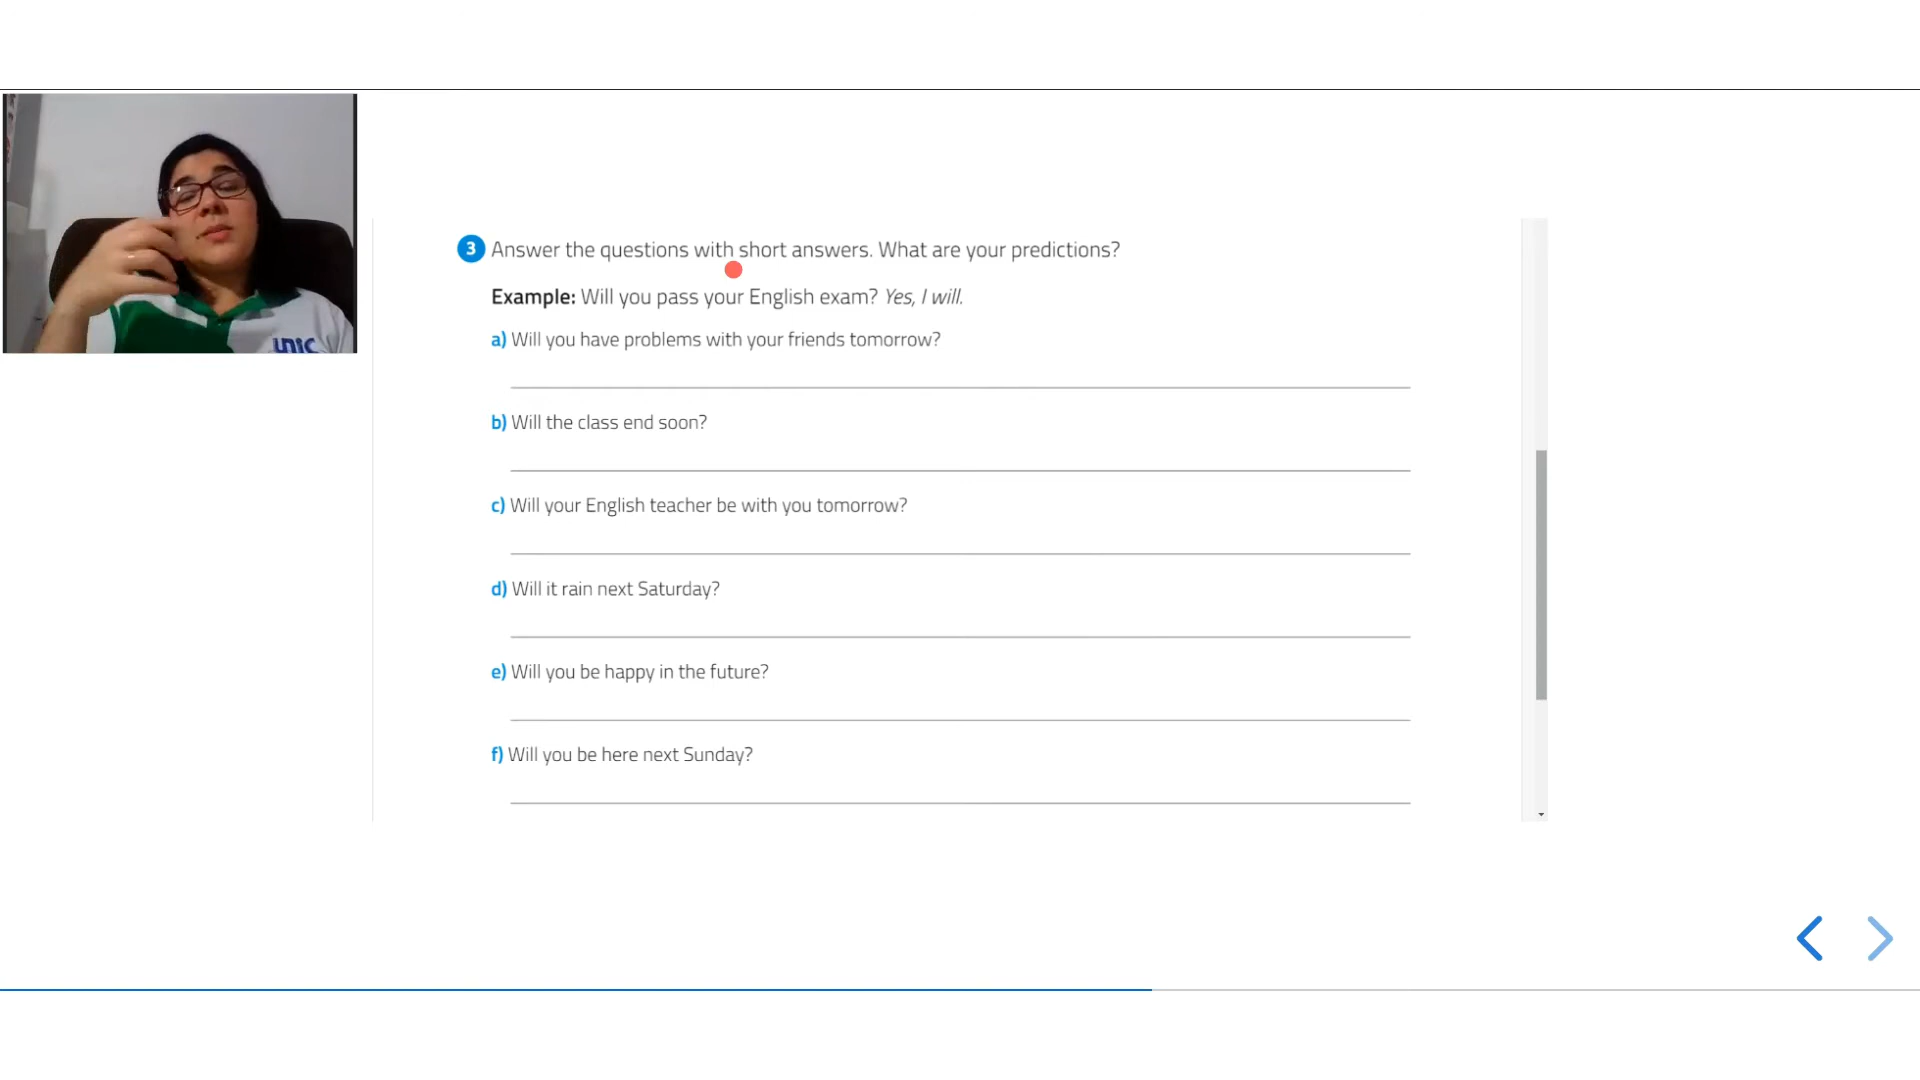 unic
3 Answer the questions with short answers. What are your predictions?
Example: Will you pass your English exam? Yes, I will.
a) Will you have problems with your friends tomorrow?
b) Will the class end soon?
c) Will your English teacher be with you tomorrow?
d) Will it rain next Saturday?
e) Will you be happy in the future?
f) Will you be here next Sunday?